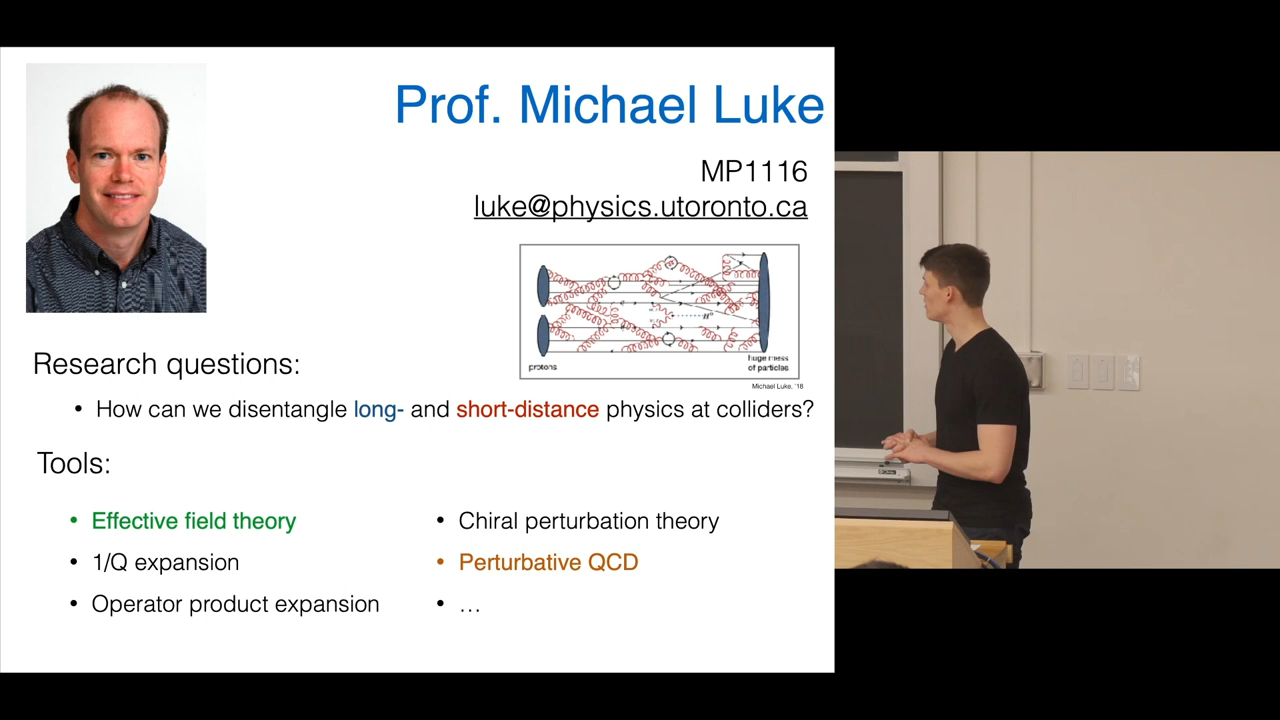 Prof. Michael Luke
MP1116
luke@physics.utoronto.ca
protons
huge mess
of particles
Michael Luke, '18
Research questions:
• How can we disentangle long- and short-distance physics at colliders?
Tools:
• Effective field theory
• 1/Q expansion
• Operator product expansion
• Chiral perturbation theory
• Perturbative QCD
• …